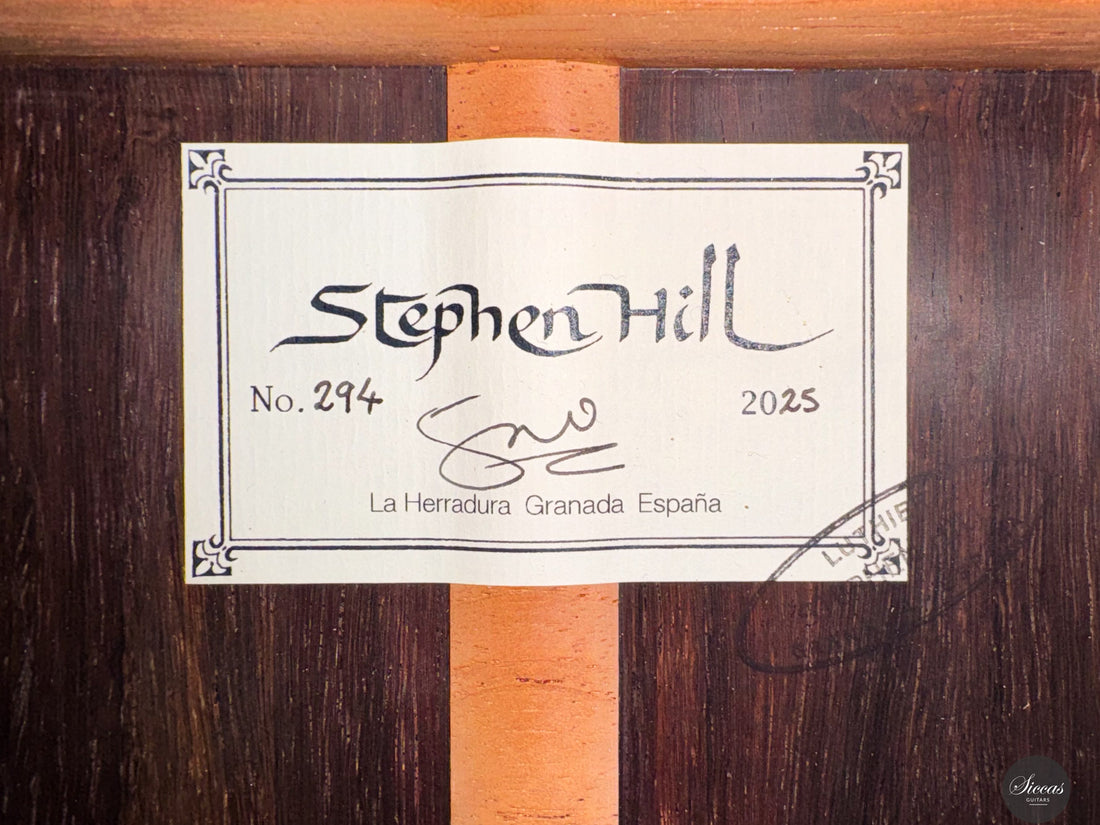 Stephen Hill
No. 294 2025
La Herradura Granada España
Siccas
GUITARS